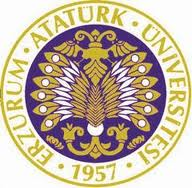 ERZURUM · ATATÜRK · ÜNİVERSİTESİ
· 1957 ·